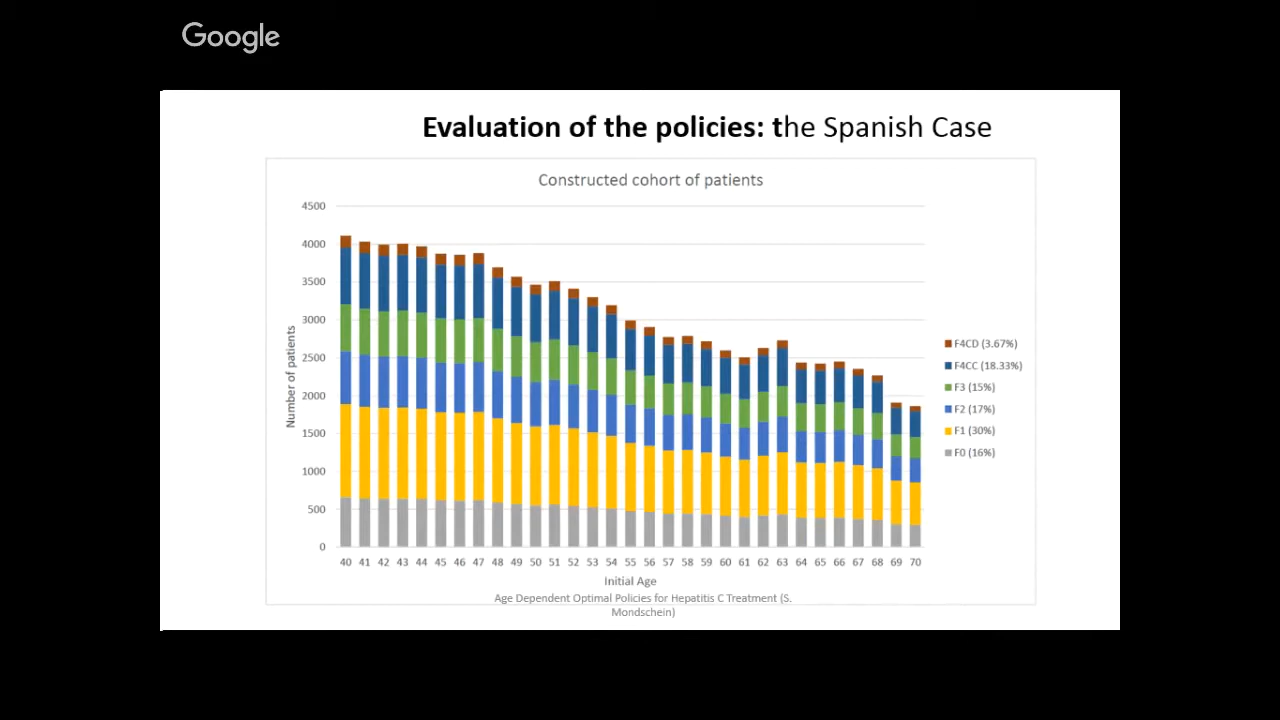 Google
Evaluation of the policies: the Spanish Case
Constructed cohort of patients
4500
4000
3500
3000
2500
2000
1500
1000
500
0
Number of patients
40 41 42 43 44 45 46 47 48 49 50 51 52 53 54 55 56 57 58 59 60 61 62 63 64 65 66 67 68 69 70
Initial Age
F4CD (3.67%)
F4CC (18.33%)
F3 (15%)
F2 (17%)
F1 (30%)
F0 (16%)
Age Dependent Optimal Policies for Hepatitis C Treatment (S.
Mondschein)